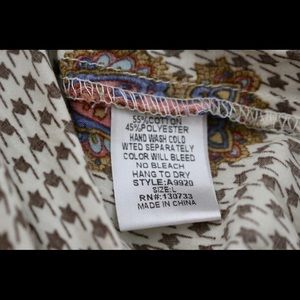 55%COTTON
45%POLYESTER
HAND WASH COLD
WTED SEPARATELY
COLOR WILL BLEED
NO BLEACH
HANG TO DRY
STYLE:A9920
SIZE:L
RN#:130733
MADE IN CHINA